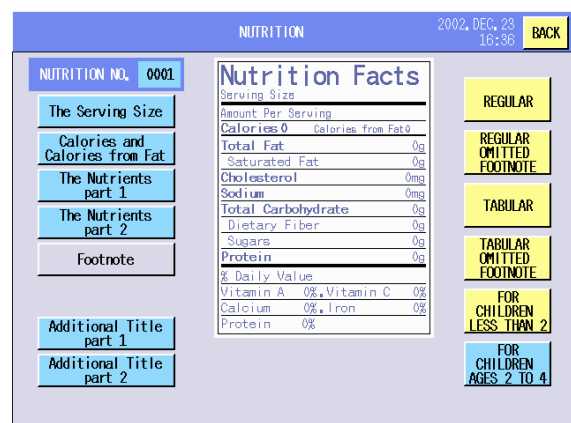 NUTRITION
2002. DEC. 23
16:36
BACK
NUTRITION NO. 0001
The Serving Size
Calories and
Calories from Fat
The Nutrients
part 1
The Nutrients
part 2
Footnote
Additional Title
part 1
Additional Title
part 2
Nutrition Facts
Serving Size
Amount Per Serving
Calories 0 Calories from Fat 0
Total Fat 0g
Saturated Fat 0g
Cholesterol 0mg
Sodium 0mg
Total Carbohydrate 0g
Dietary Fiber 0g
Sugars 0g
Protein 0g
% Daily Value
Vitamin A 0%. Vitamin C 0%
Calcium 0%. Iron 0%
Protein 0%
REGULAR
REGULAR
OMITTED
FOOTNOTE
TABULAR
TABULAR
OMITTED
FOOTNOTE
FOR
CHILDREN
LESS THAN 2
FOR
CHILDREN
AGES 2 TO 4